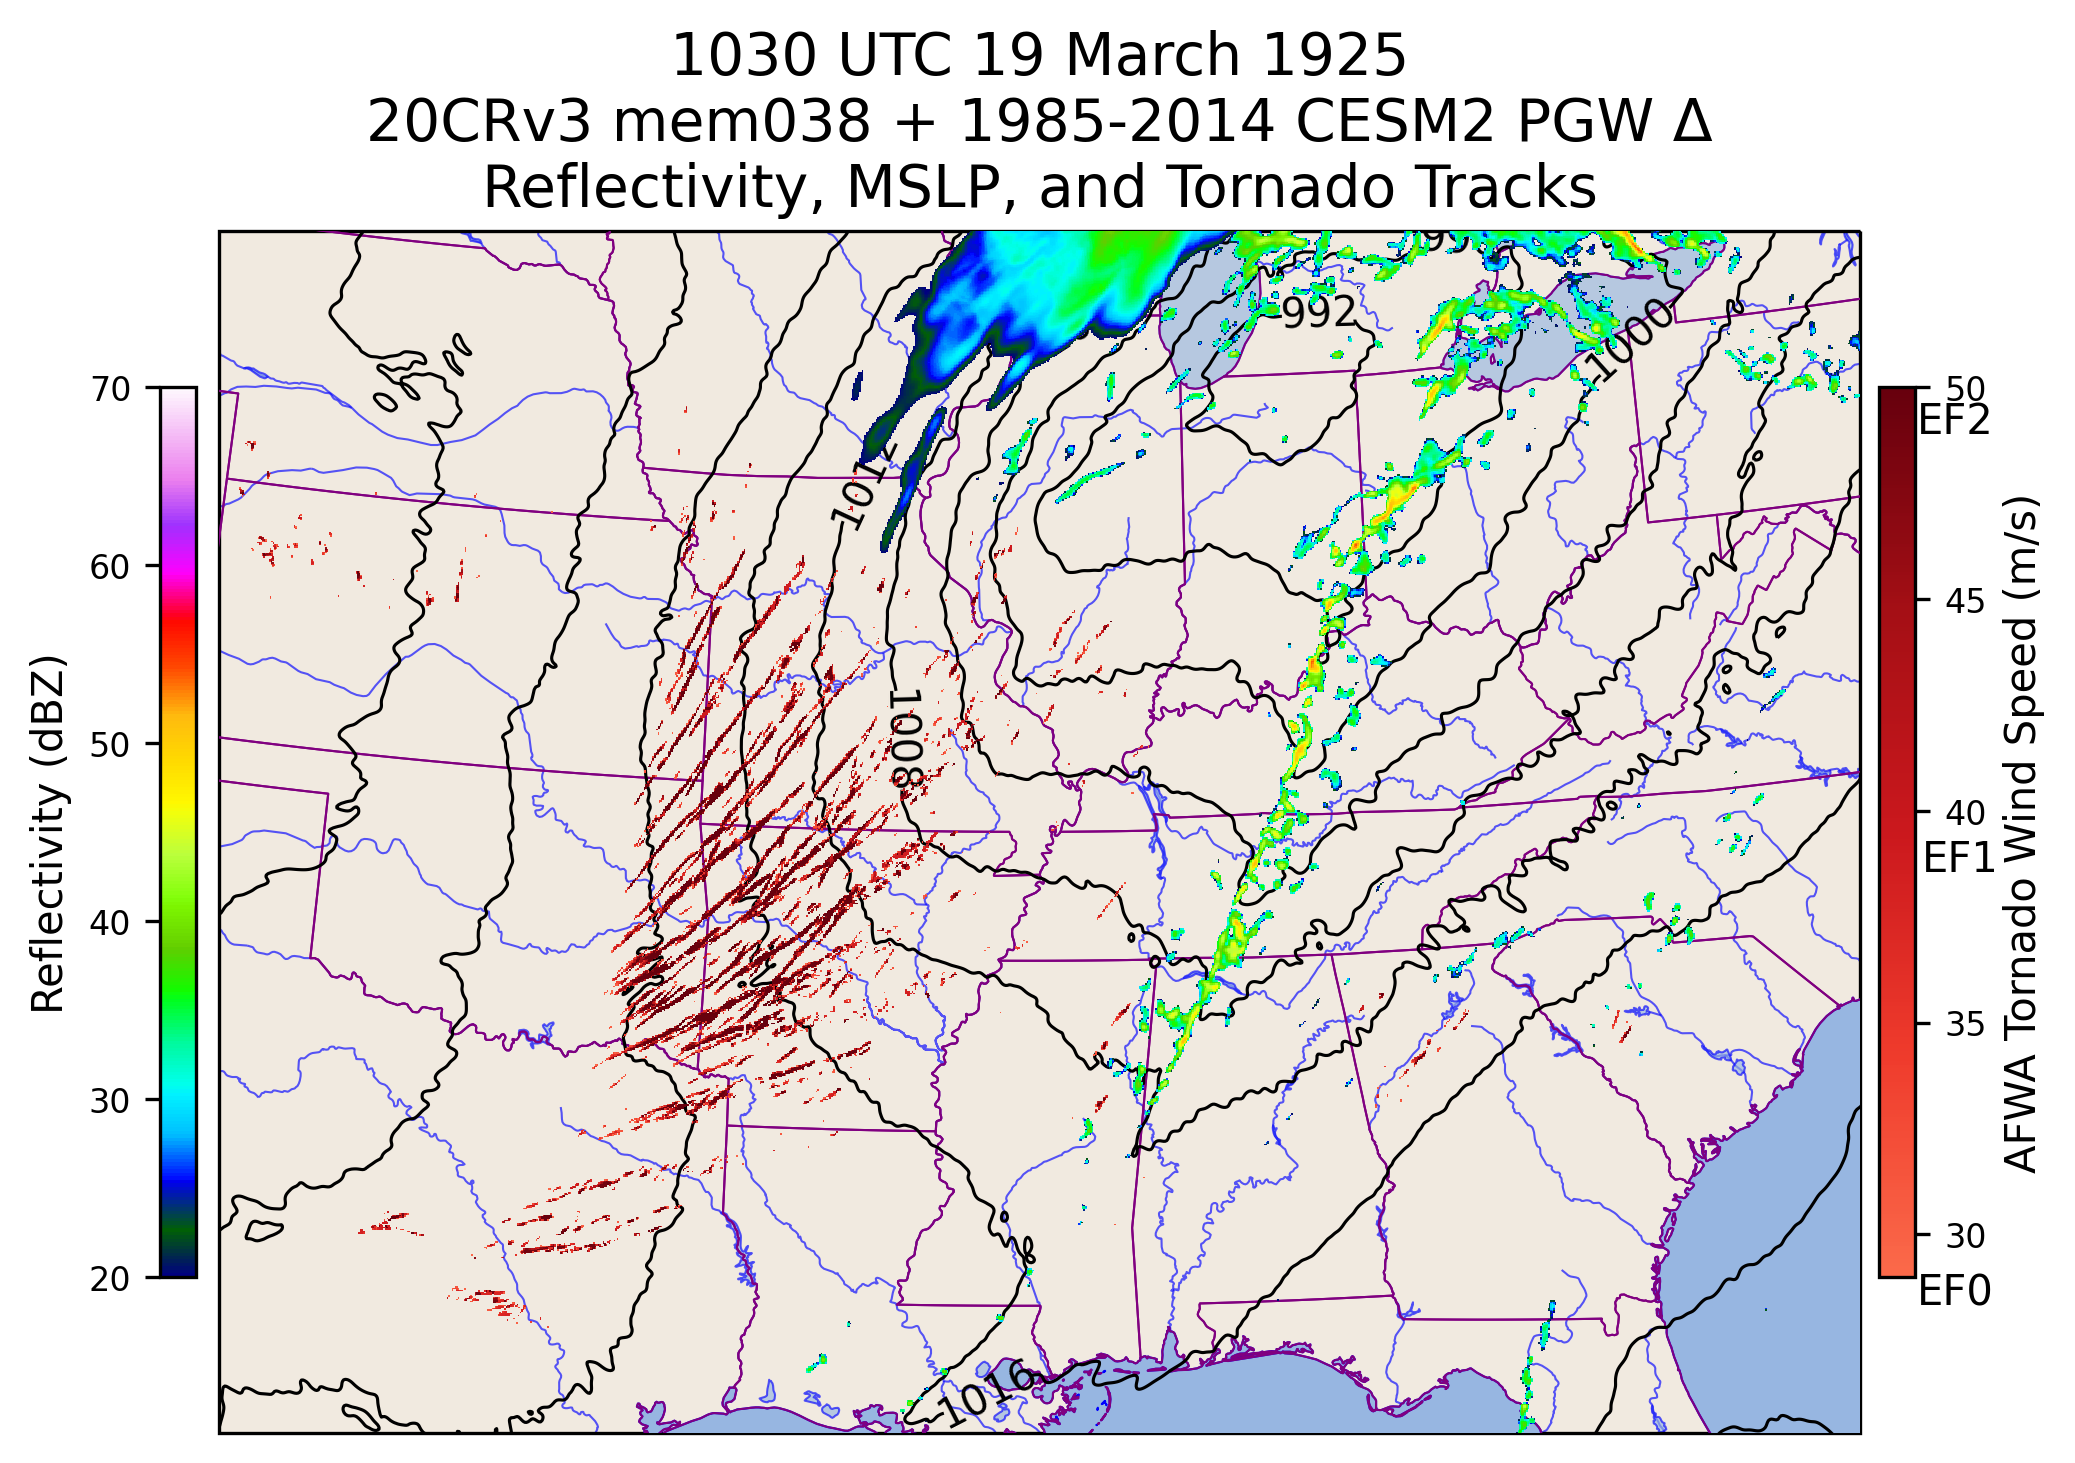 1030 UTC 19 March 1925
20CRv3 mem038 + 1985-2014 CESM2 PGW Δ
Reflectivity, MSLP, and Tornado Tracks
70
60
50
40
30
20
Reflectivity (dBZ)
992
1000
1012
1008
1016
50
EF2
45
40
EF1
35
30
EF0
AFWA Tornado Wind Speed (m/s)